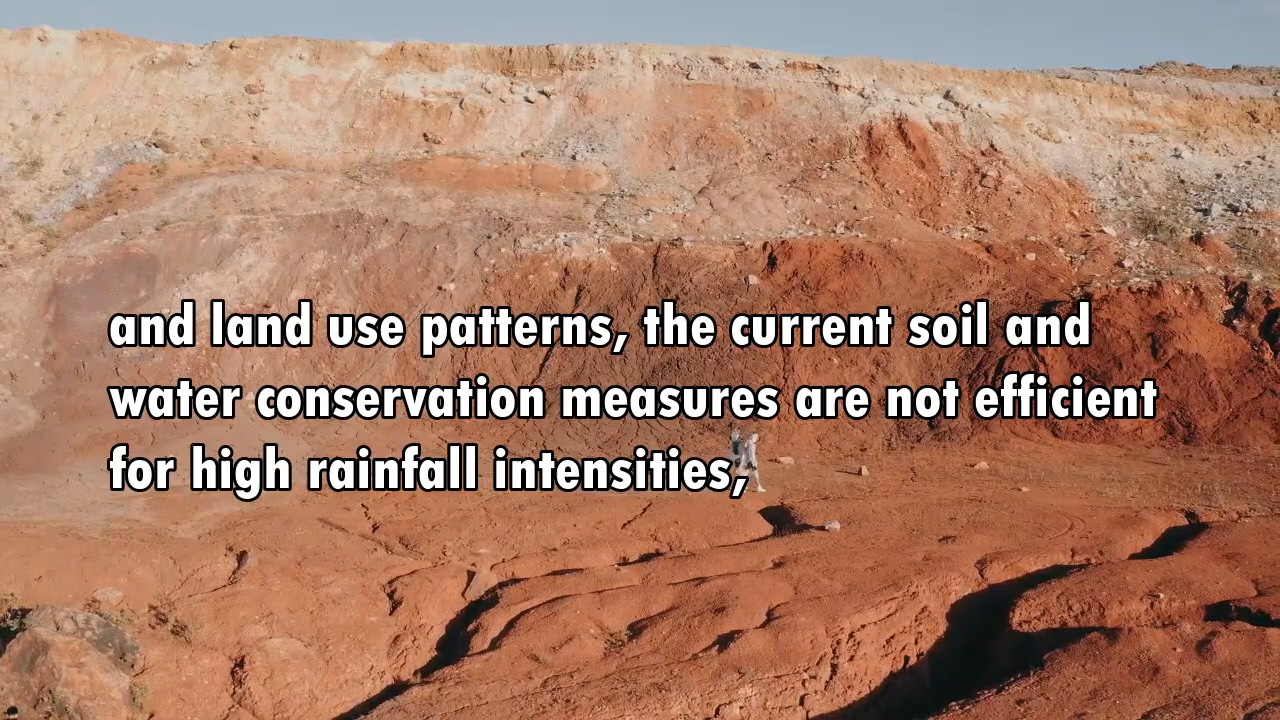 and land use patterns, the current soil and
water conservation measures are not efficient
for high rainfall intensities,